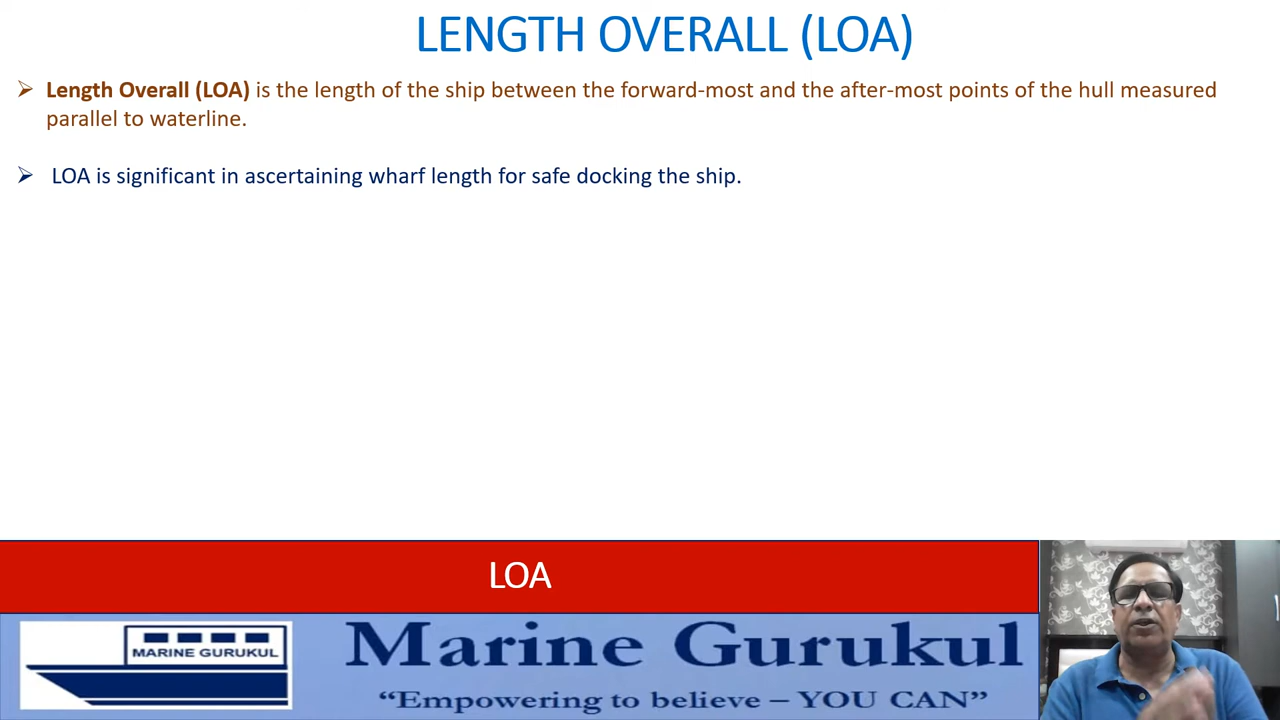 LENGTH OVERALL (LOA)
➢ Length Overall (LOA) is the length of the ship between the forward-most and the after-most points of the hull measured
parallel to waterline.
➢ LOA is significant in ascertaining wharf length for safe docking the ship.
LOA
MARINE GURUKUL
Marine Gurukul
“Empowering to believe – YOU CAN”